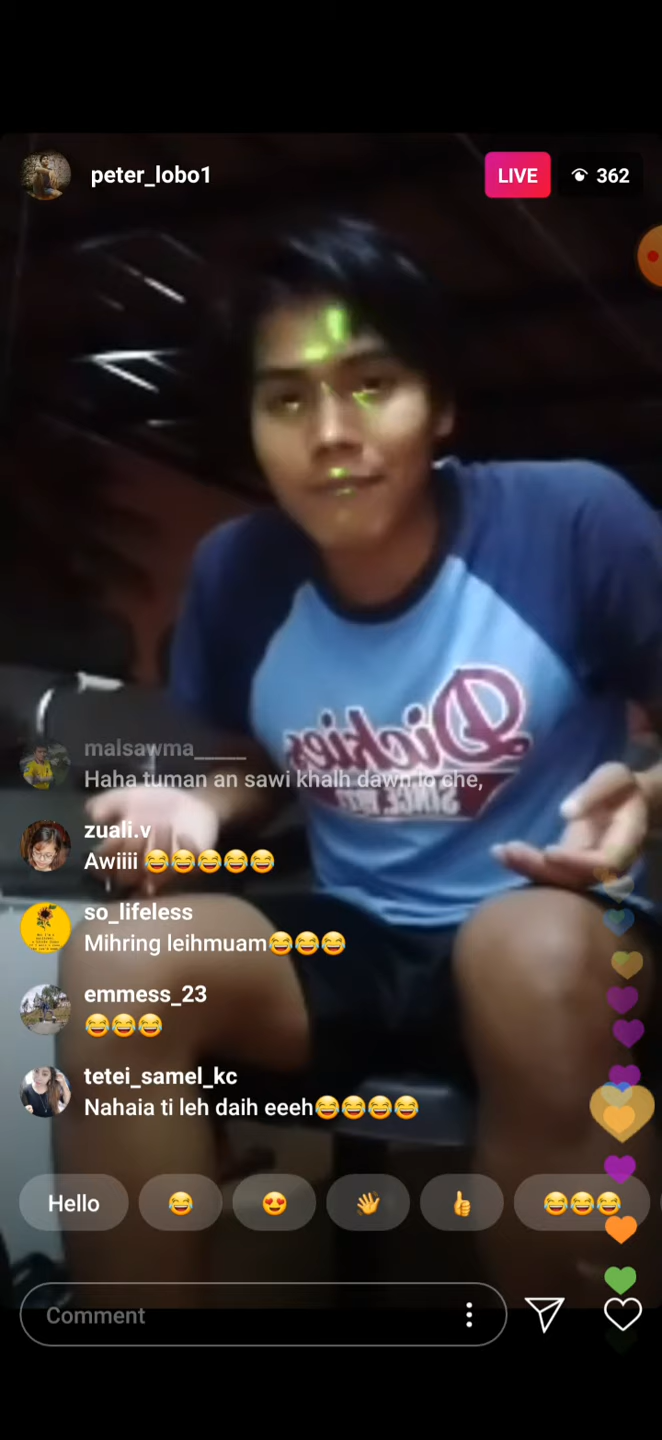 peter_lobo1
LIVE
362
Dickies
malsawma_____
Haha tuman an sawi khalh dawn lo che,
zuali.v
Awiiii 😂😂😂😂😂
so_lifeless
Mihring leihmuam😂😂😂
emmess_23
😂😂😂
tetei_samel_kc
Nahaia ti leh daih eeeh😂😂😂😂
Hello
😂
😍
👋
👍
😂😂😂
Comment